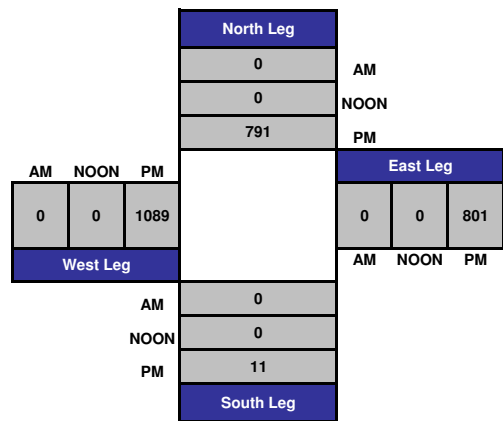 North Leg
0 AM
0 NOON
791 PM
AM NOON PM East Leg
0 0 1089 0 0 801
West Leg AM NOON PM
AM 0
NOON 0
PM 11
South Leg